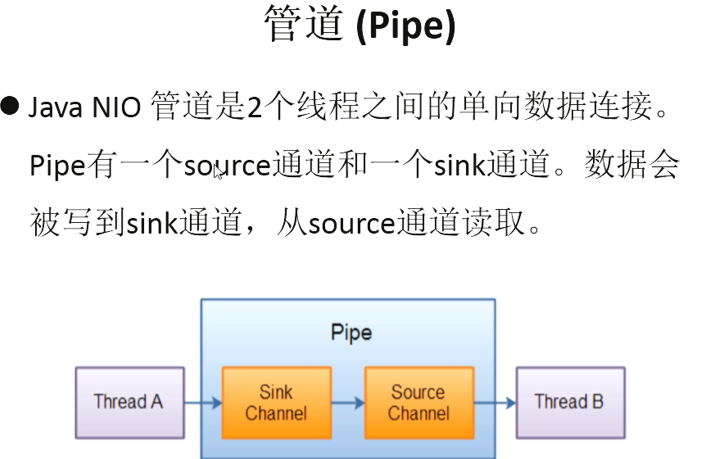 管道 (Pipe)
● Java NIO 管道是2个线程之间的单向数据连接。
Pipe有一个source通道和一个sink通道。数据会
被写到sink通道，从source通道读取。
Pipe
Thread A
Sink
Channel
Source
Channel
Thread B